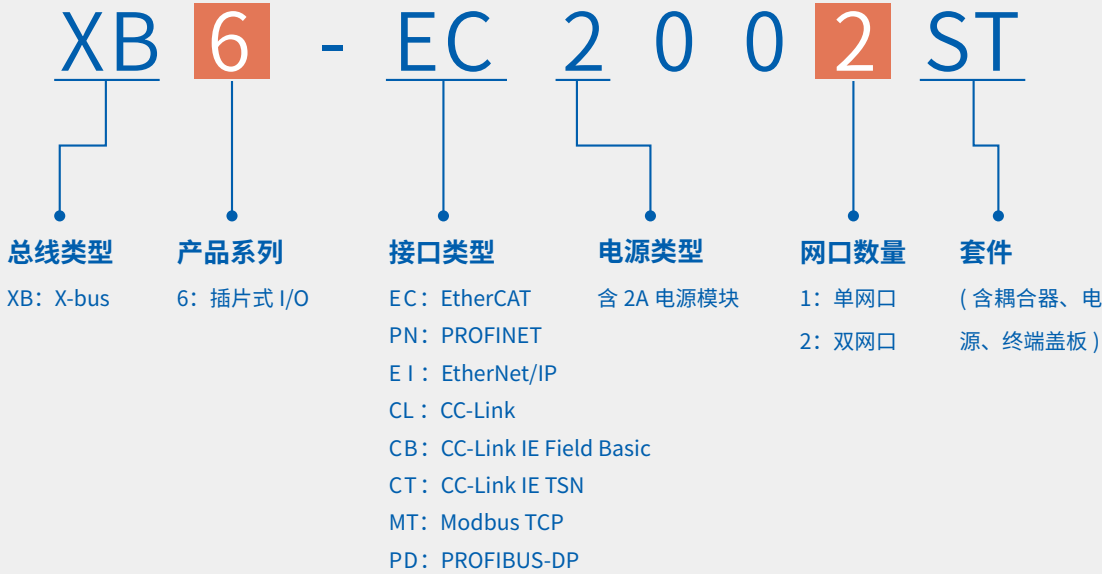 XB 6 - EC 2 0 0 2 ST
总线类型
XB：X-bus
产品系列
6：插片式 I/O
接口类型
EC：EtherCAT
PN：PROFINET
EI：EtherNet/IP
CL：CC-Link
CB：CC-Link IE Field Basic
CT：CC-Link IE TSN
MT：Modbus TCP
PD：PROFIBUS-DP
电源类型
含 2A 电源模块
网口数量
1：单网口
2：双网口
套件
( 含耦合器、电
源、终端盖板 )